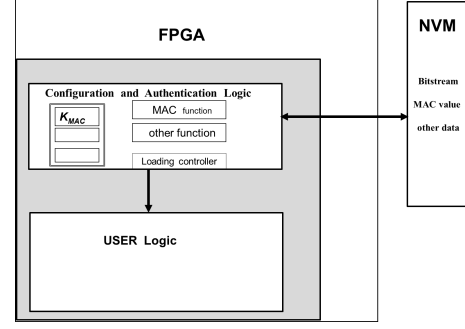 FPGA
NVM
Configuration and Authentication Logic
K_MAC
MAC function
other function
Loading controller
Bitstream
MAC value
other data
USER Logic